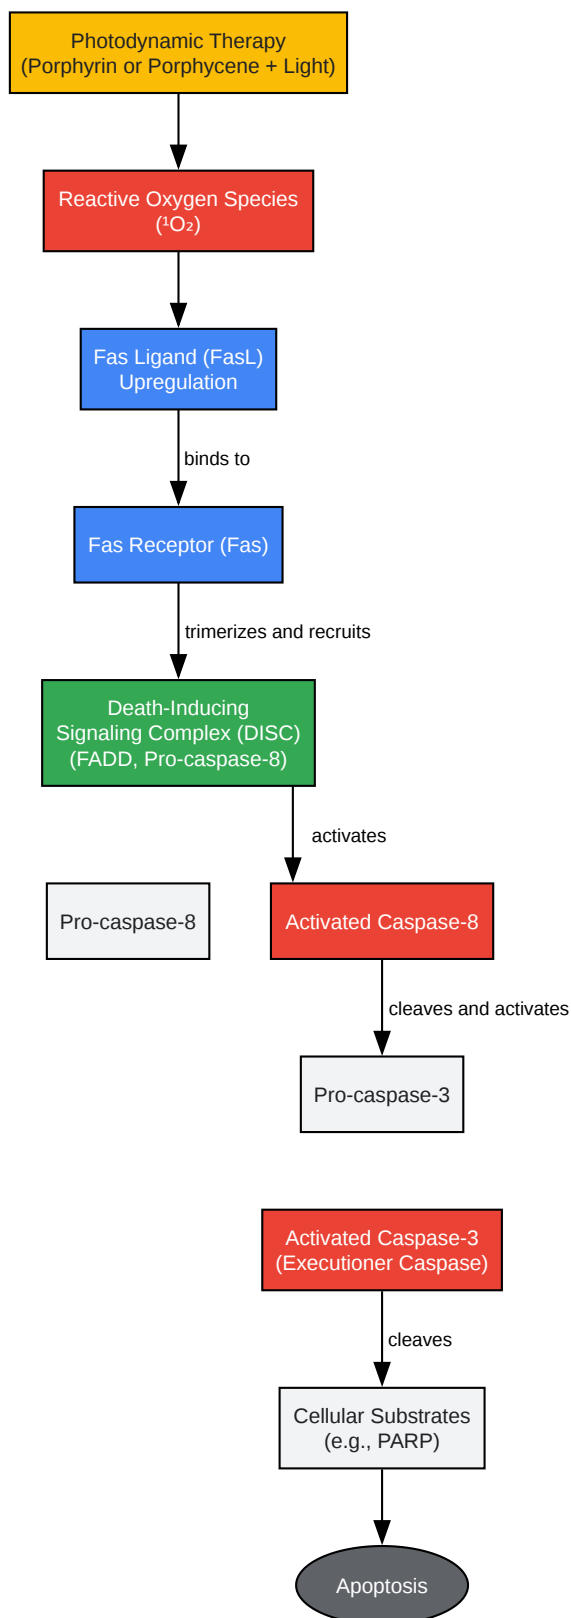 Photodynamic Therapy
(Porphyrin or Porphycene + Light)
Reactive Oxygen Species
(¹O₂)
Fas Ligand (FasL)
Upregulation
binds to
Fas Receptor (Fas)
trimerizes and recruits
Death-Inducing
Signaling Complex (DISC)
(FADD, Pro-caspase-8)
activates
Pro-caspase-8
Activated Caspase-8
cleaves and activates
Pro-caspase-3
Activated Caspase-3
(Executioner Caspase)
cleaves
Cellular Substrates
(e.g., PARP)
Apoptosis